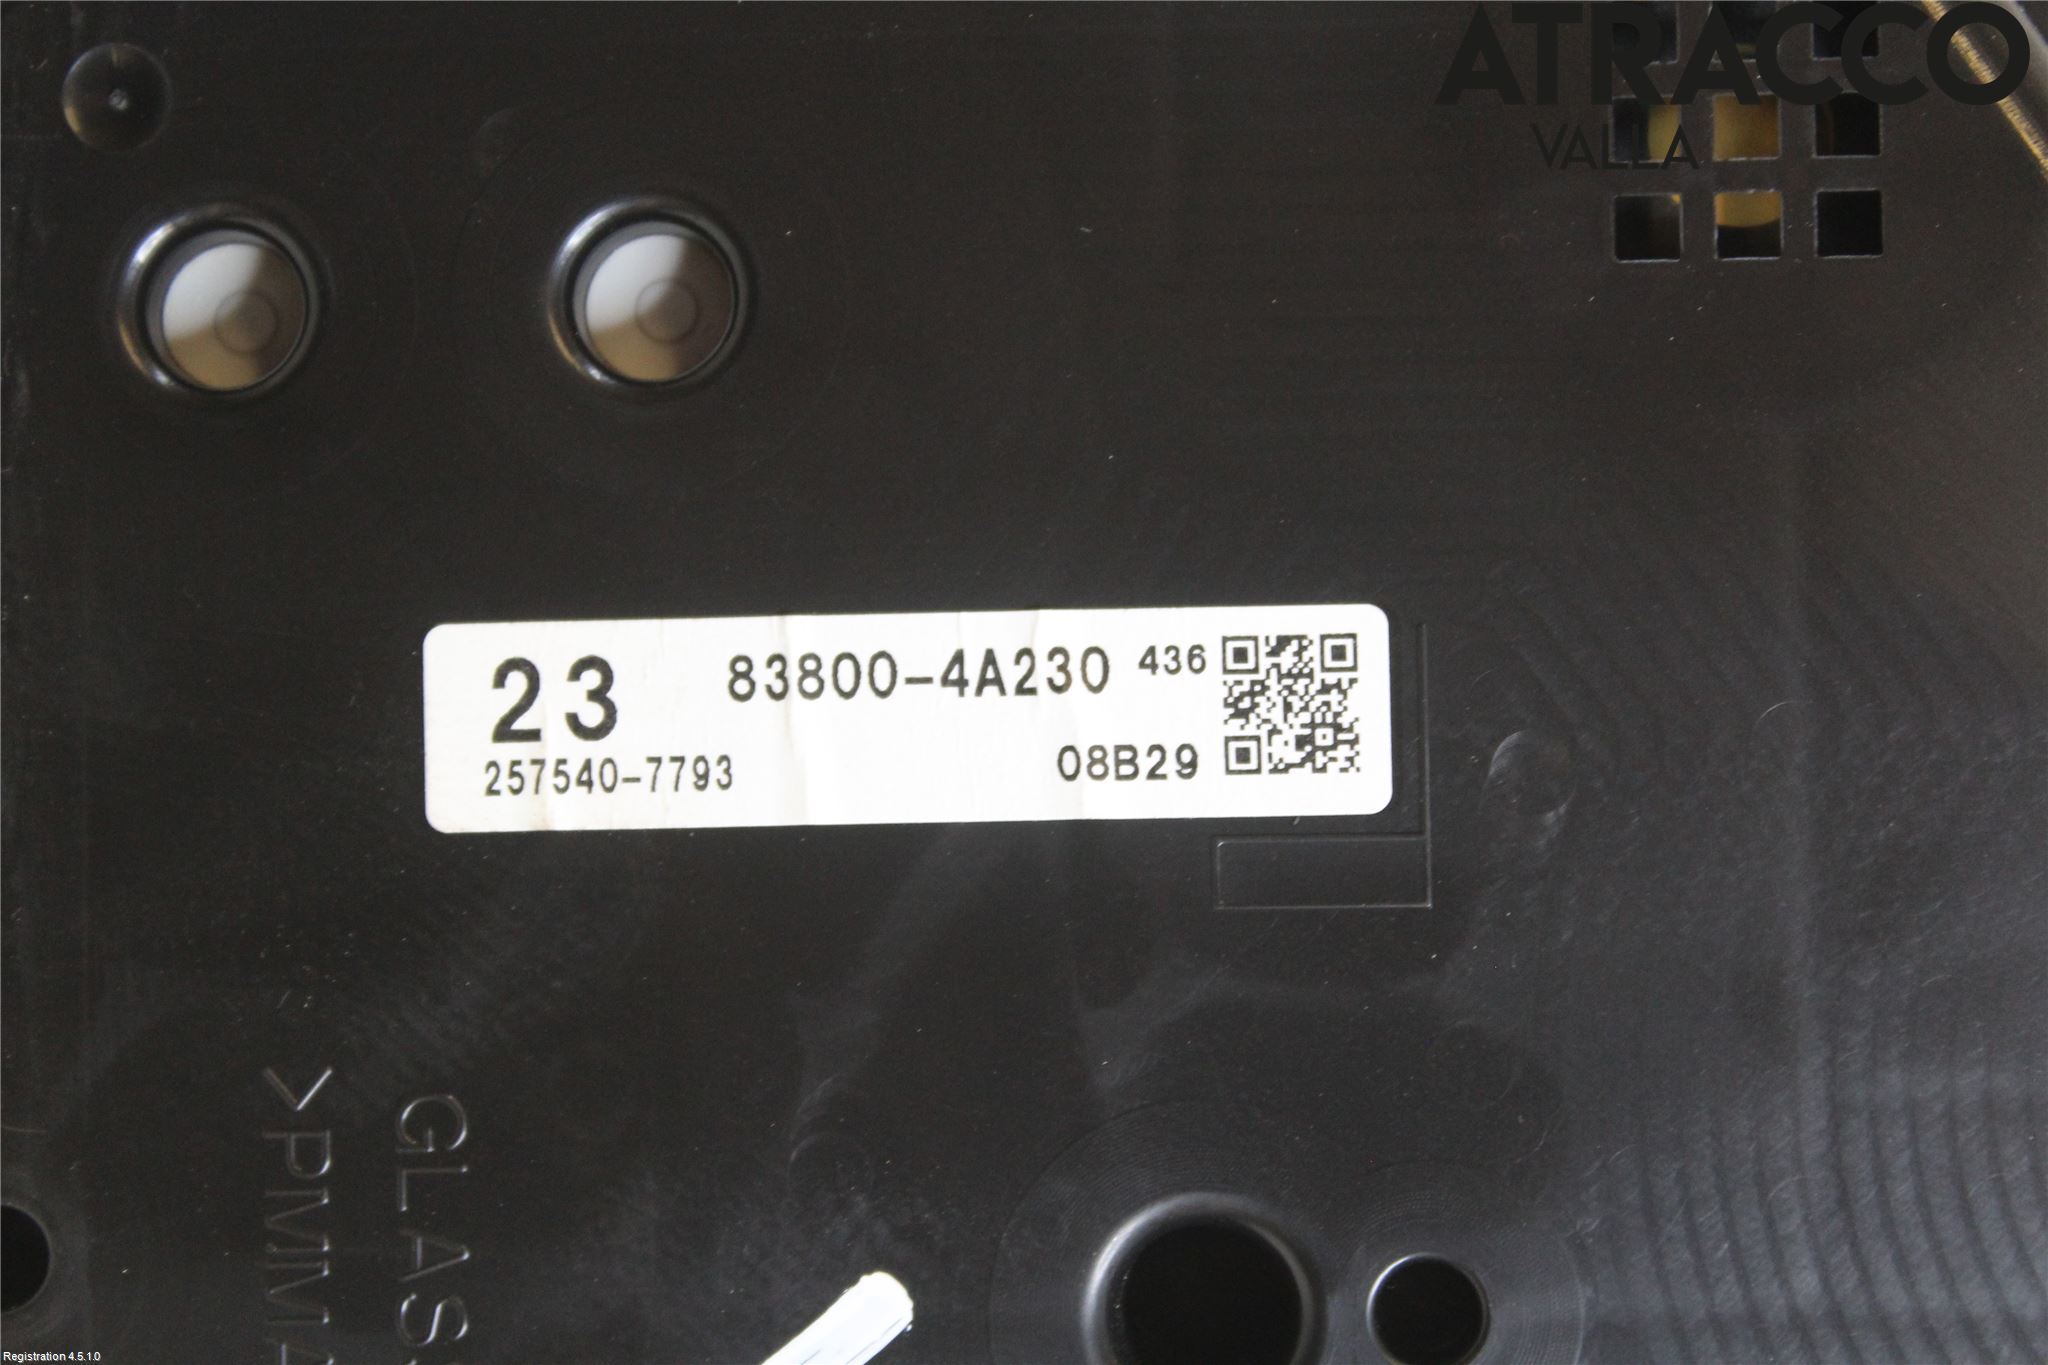 ATRACCO
VALLA
23 83800-4A230 436
257540-7793 08B29
GLAS
>PMMA
Registration 4.5.1.0